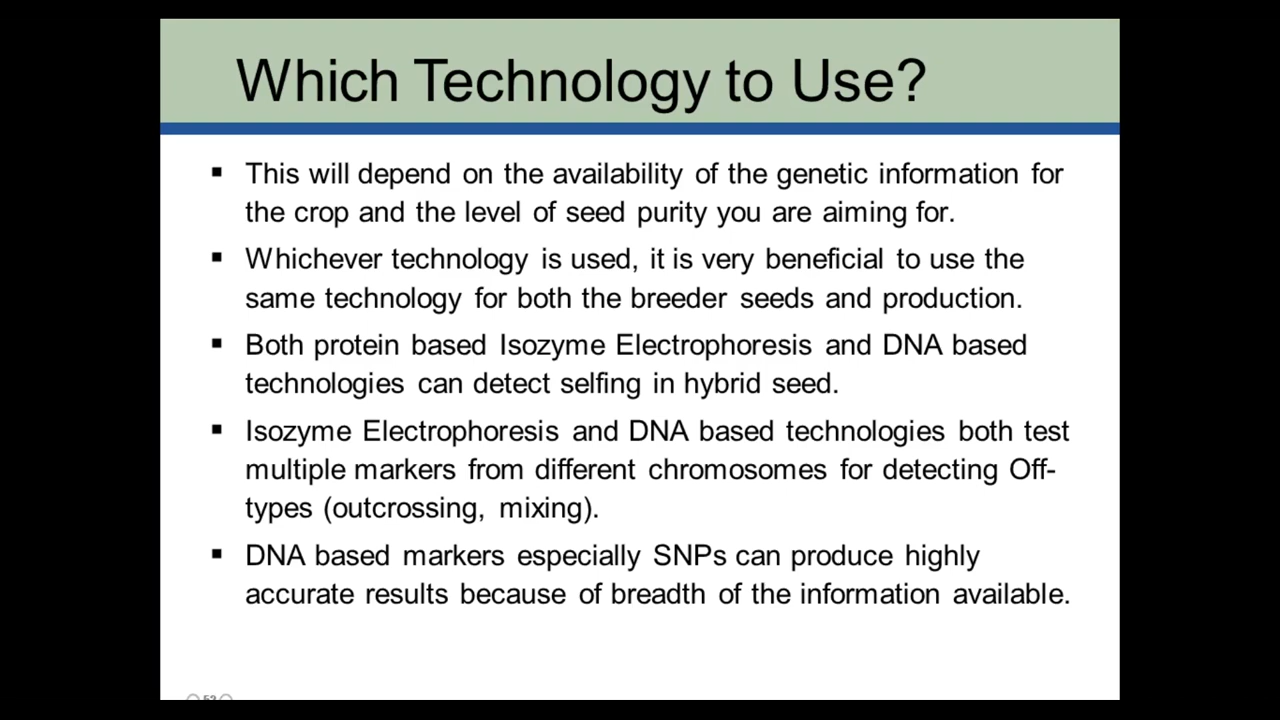 Which Technology to Use?
▪ This will depend on the availability of the genetic information for
the crop and the level of seed purity you are aiming for.
▪ Whichever technology is used, it is very beneficial to use the
same technology for both the breeder seeds and production.
▪ Both protein based Isozyme Electrophoresis and DNA based
technologies can detect selfing in hybrid seed.
▪ Isozyme Electrophoresis and DNA based technologies both test
multiple markers from different chromosomes for detecting Off-
types (outcrossing, mixing).
▪ DNA based markers especially SNPs can produce highly
accurate results because of breadth of the information available.